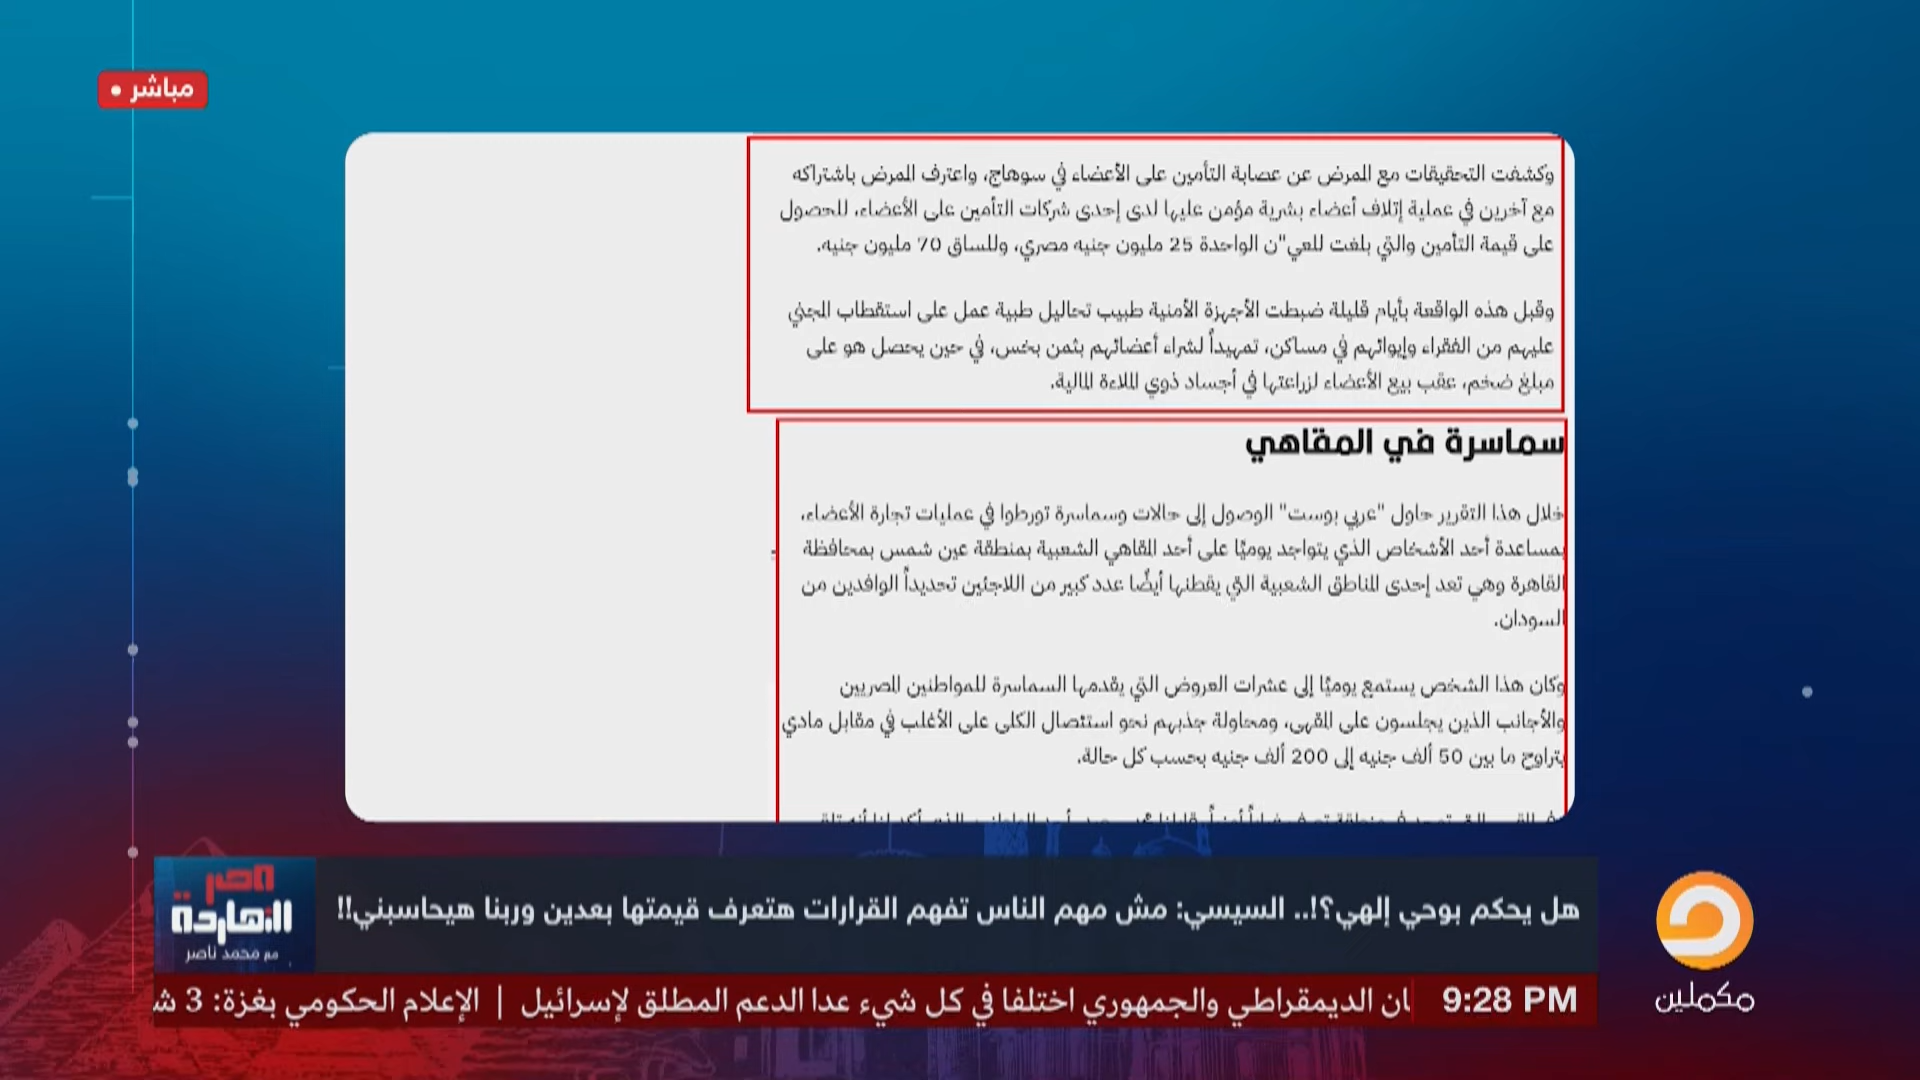 مباشر
وكشفت التحقيقات مع الممرض عن عصابة التأمين على الأعضاء في سوهاج، واعترف الممرض باشتراكه
مع آخرين في عملية إتلاف أعضاء بشرية مؤمن عليها لدى إحدى شركات التأمين على الأعضاء، للحصول
على قيمة التأمين والتي بلغت للعي"ن الواحدة 25 مليون جنيه مصري، وللساق 70 مليون جنيه.
وقبل هذه الواقعة بأيام قليلة ضبطت الأجهزة الأمنية طبيب تحاليل طبية عمل على استقطاب المجني
عليهم من الفقراء وإيوائهم في مساكن، تمهيداً لشراء أعضائهم بثمن بخس، في حين يحصل هو على
مبلغ ضخم، عقب بيع الأعضاء لزراعتها في أجساد ذوي الملاءة المالية.
سماسرة في المقاهي
خلال هذا التقرير حاول "عربي بوست" الوصول إلى حالات وسماسرة تورطوا في عمليات تجارة الأعضاء،
بمساعدة أحد الأشخاص الذي يتواجد يوميًا على أحد المقاهي الشعبية بمنطقة عين شمس بمحافظة
القاهرة وهي تعد إحدى المناطق الشعبية التي يقطنها أيضًا عدد كبير من اللاجئين تحديداً الوافدين من
السودان.
وكان هذا الشخص يستمع يوميًا إلى عشرات العروض التي يقدمها السماسرة للمواطنين المصريين
والأجانب الذين يجلسون على المقهى، ومحاولة جذبهم نحو استئصال الكلى على الأغلب في مقابل مادي
يتراوح ما بين 50 ألف جنيه إلى 200 ألف جنيه بحسب كل حالة.
هل يحكم بوحي إلهي؟!.. السيسي: مش مهم الناس تفهم القرارات هتعرف قيمتها بعدين وربنا هيحاسبني!!
مصر
النهاردة
مع محمد ناصر
ـان الديمقراطي والجمهوري اختلفا في كل شيء عدا الدعم المطلق لإسرائيل | الإعلام الحكومي بغزة: 3 شـ
9:28 PM
مكملين